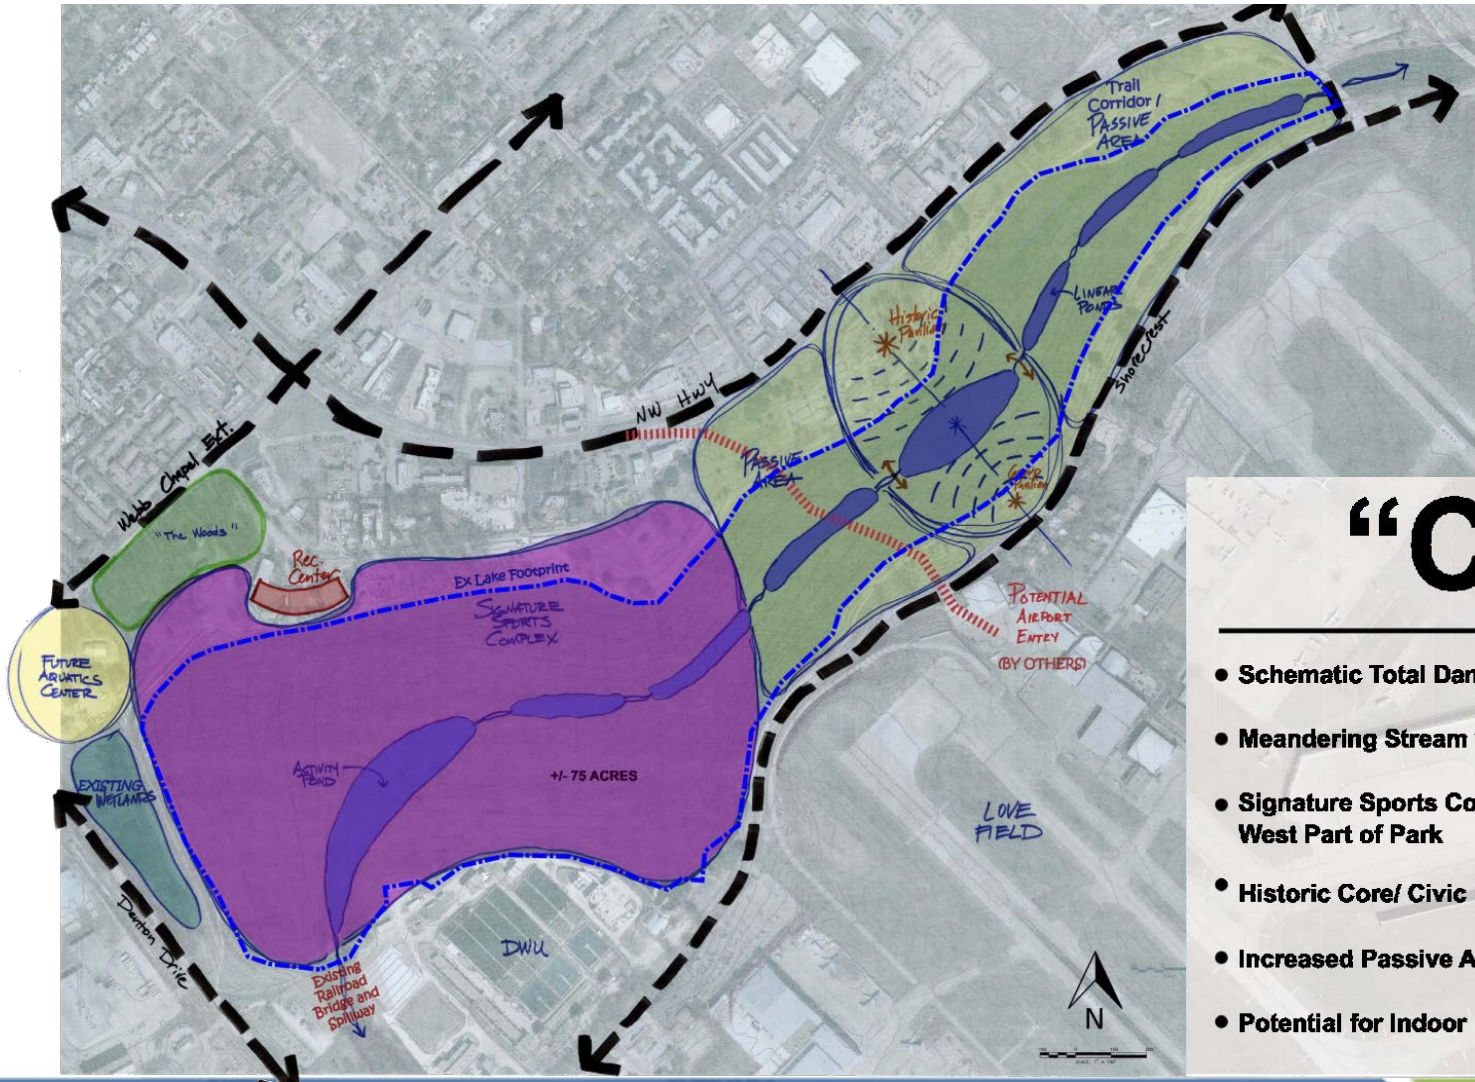 Trail
Corridor /
PASSIVE
AREA
LINEAR
PONDS
Historic
Pavilion
Shorecrest
NW HWY
PASSIVE
AREA
Webb Chapel Ext.
"The Woods"
Rec.
Center
Ex Lake Footprint
SIGNATURE
SPORTS
COMPLEX
POTENTIAL
AIRPORT
ENTRY
(BY OTHERS)
FUTURE
AQUATICS
CENTER
EXISTING
WETLANDS
ACTIVITY
POND
+/- 75 ACRES
LOVE
FIELD
DWU
Denton Drive
Existing
Railroad
Bridge and
Spillway
N
“C
• Schematic Total Dam
• Meandering Stream
• Signature Sports Co
West Part of Park
• Historic Core/ Civic
• Increased Passive A
• Potential for Indoor